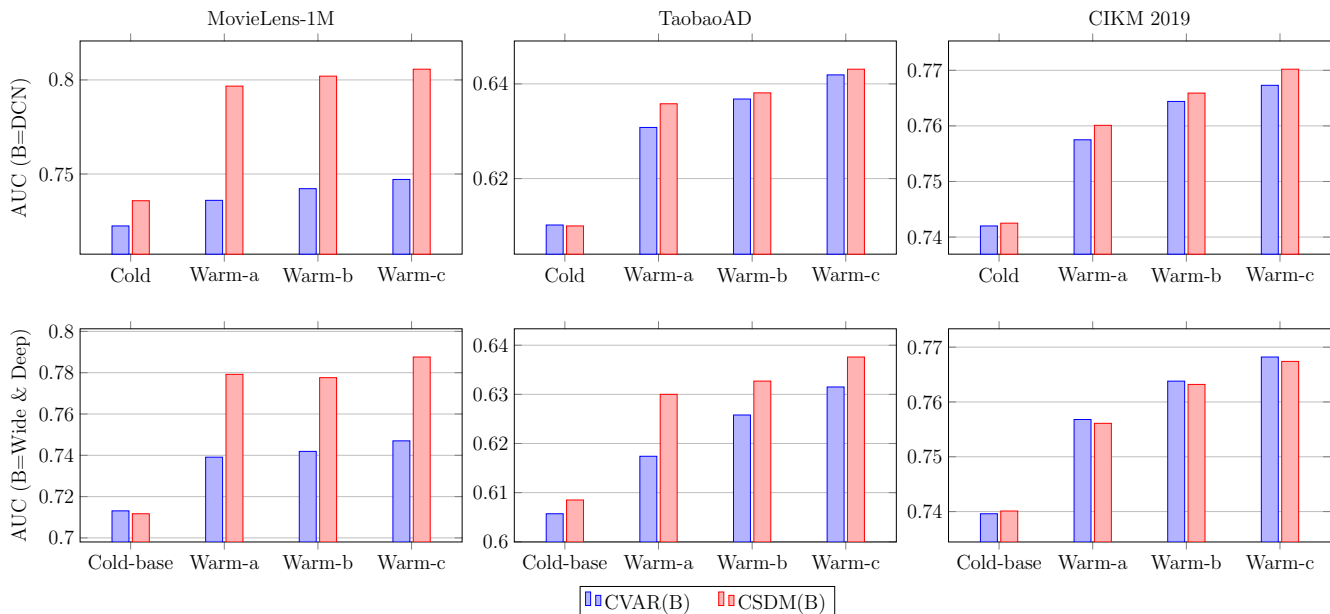 MovieLens-1M
TaobaoAD
CIKM 2019
AUC (B=DCN)
0.8
0.75
Cold Warm-a Warm-b Warm-c
0.64
0.62
Cold Warm-a Warm-b Warm-c
0.77
0.76
0.75
0.74
Cold Warm-a Warm-b Warm-c
AUC (B=Wide & Deep)
0.8
0.78
0.76
0.74
0.72
0.7
Cold-base Warm-a Warm-b Warm-c
0.64
0.63
0.62
0.61
0.6
Cold-base Warm-a Warm-b Warm-c
0.77
0.76
0.75
0.74
Cold-base Warm-a Warm-b Warm-c
CVAR(B) CSDM(B)